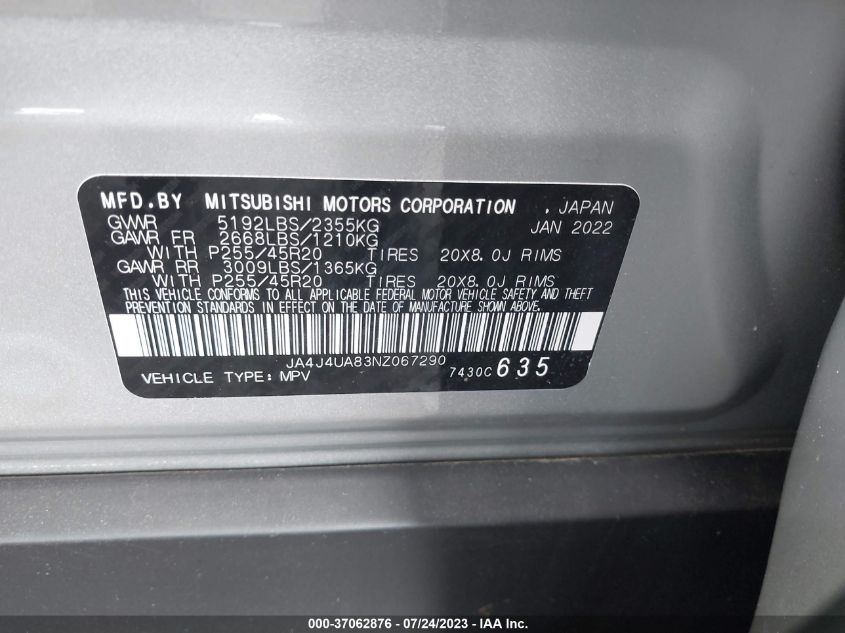 MFD.BY MITSUBISHI MOTORS CORPORATION , JAPAN
GVWR 5192LBS/2355KG JAN 2022
GAWR FR 2668LBS/1210KG
WITH P255/45R20 TIRES 20X8.0J RIMS
GAWR RR 3009LBS/1365KG
WITH P255/45R20 TIRES 20X8.0J RIMS
THIS VEHICLE CONFORMS TO ALL APPLICABLE FEDERAL MOTOR VEHICLE SAFETY AND THEFT
PREVENTION STANDARDS IN EFFECT ON THE DATE OF MANUFACTURE SHOWN ABOVE.
JA4J4UA83NZ067290
VEHICLE TYPE: MPV 7430C 635
000-37062876 / 07/24/2023 - IAA Inc.